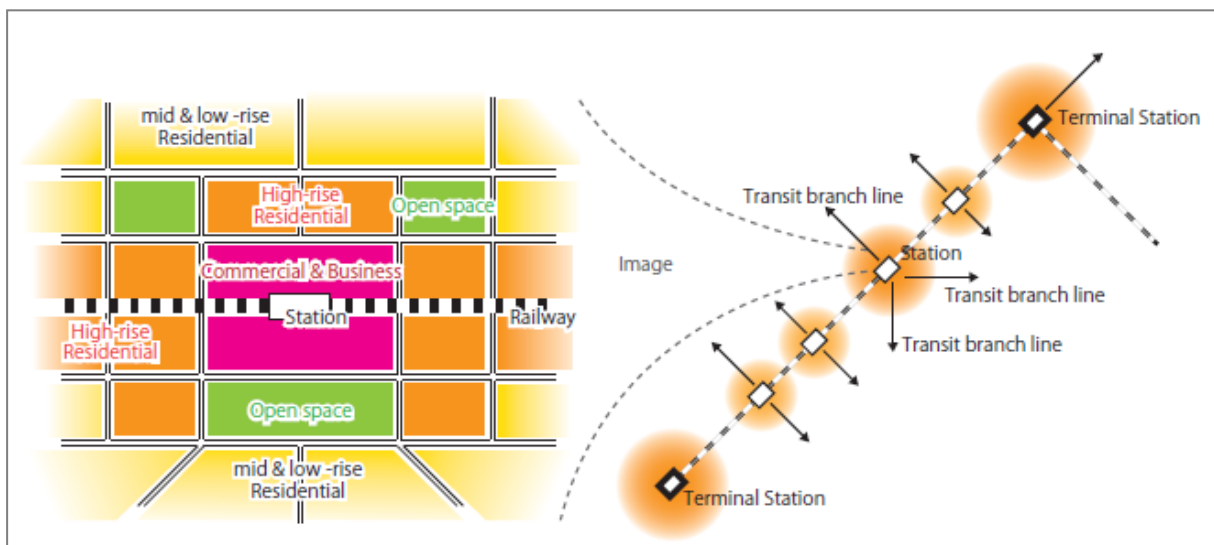 mid & low -rise
Residential
High-rise
Residential
Open space
Commercial & Business
Station
Railway
High-rise
Residential
Open space
mid & low -rise
Residential
Image
Terminal Station
Transit branch line
Station
Transit branch line
Transit branch line
Terminal Station